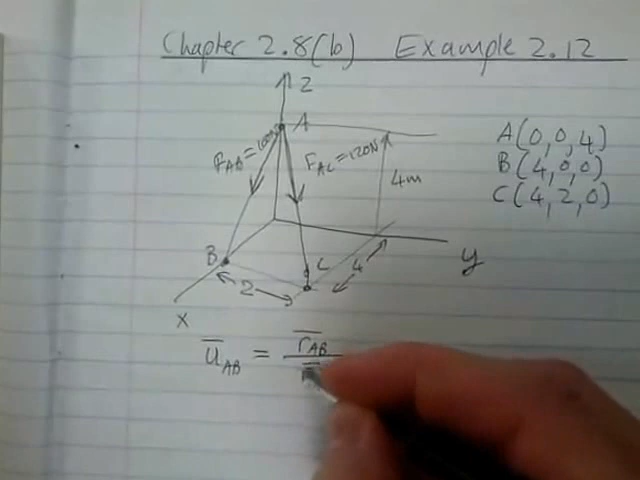 Chapter 2.8(b) Example 2.12
z
A
A(0,0,4)
F_AB=100N
F_AC=120N
B(4,0,0)
4m
C(4,2,0)
B
C
4
y
2
x
u̅_AB = r̅_AB